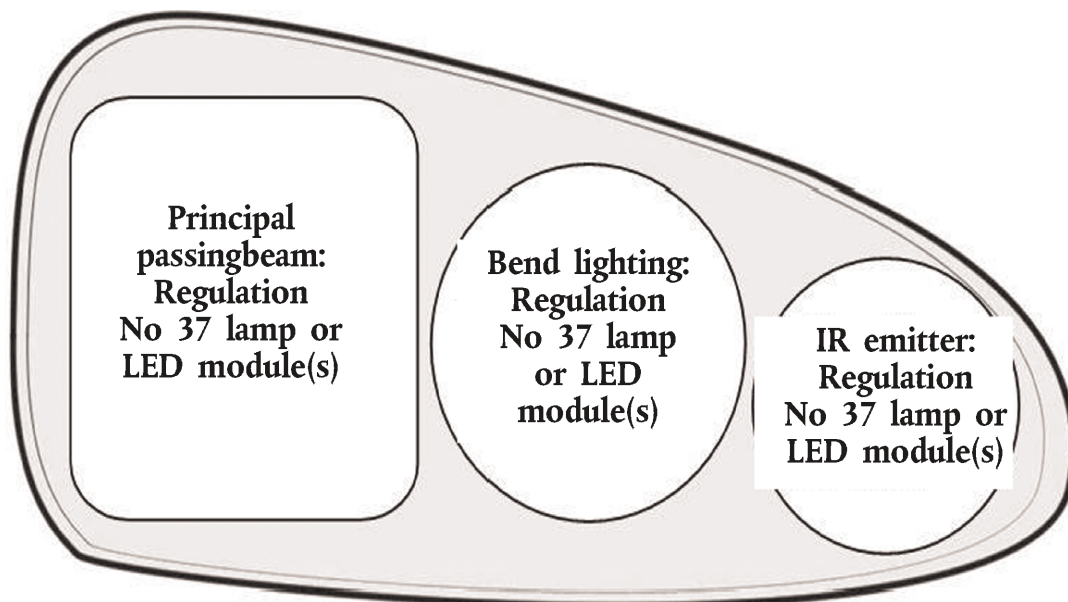 Principal
passingbeam:
Regulation
No 37 lamp or
LED module(s)
Bend lighting:
Regulation
No 37 lamp
or LED
module(s)
IR emitter:
Regulation
No 37 lamp or
LED module(s)